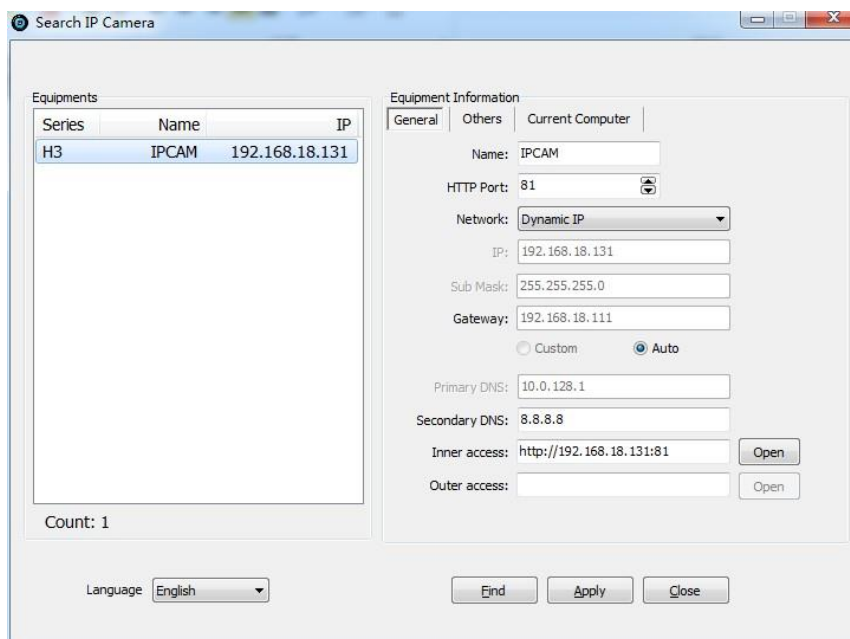 Search IP Camera
Equipments
Series Name IP
H3 IPCAM 192.168.18.131
Count: 1
Equipment Information
General Others Current Computer
Name: IPCAM
HTTP Port: 81
Network: Dynamic IP
IP: 192.168.18.131
Sub Mask: 255.255.255.0
Gateway: 192.168.18.111
Custom Auto
Primary DNS: 10.0.128.1
Secondary DNS: 8.8.8.8
Inner access: http://192.168.18.131:81 Open
Outer access: Open
Language English
Find Apply Close